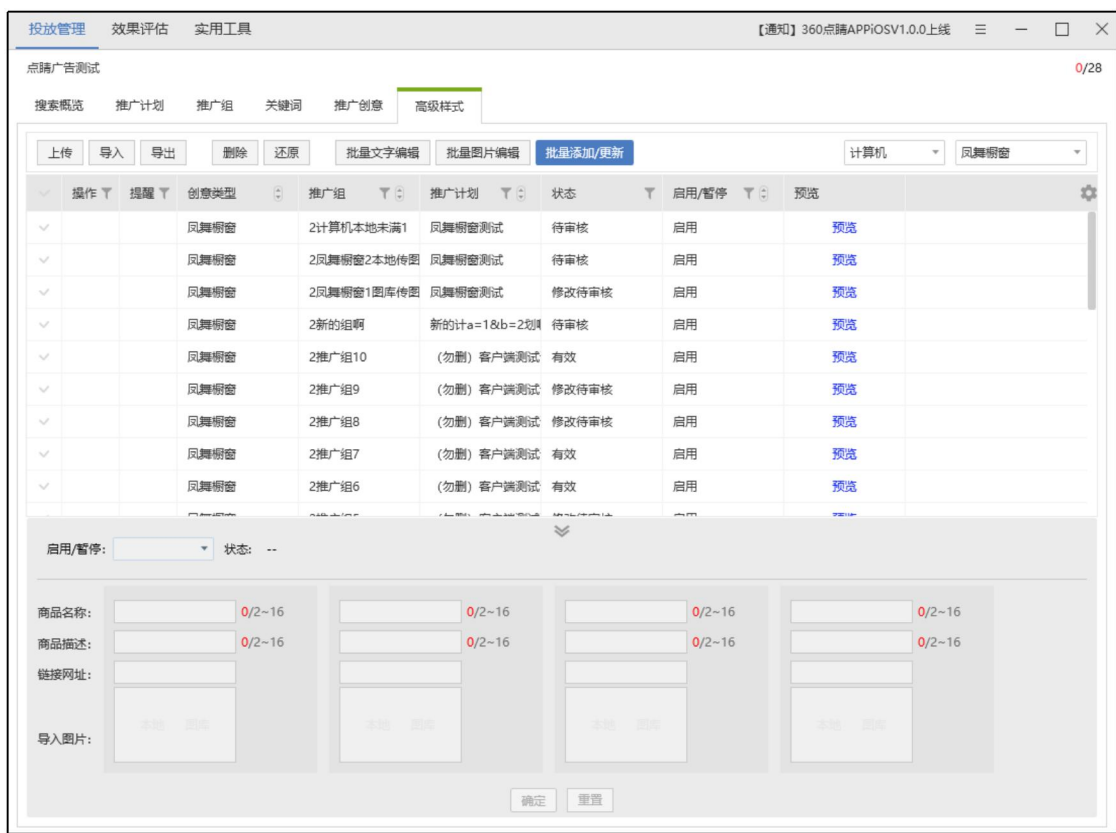 投放管理 效果评估 实用工具 【通知】360点睛APPiOSV1.0.0上线
点睛广告测试 0/28
搜索概览 推广计划 推广组 关键词 推广创意 高级样式
上传 导入 导出 删除 还原 批量文字编辑 批量图片编辑 批量添加/更新 计算机 凤舞橱窗
操作 提醒 创意类型 推广组 推广计划 状态 启用/暂停 预览
凤舞橱窗 2计算机本地未满1 凤舞橱窗测试 待审核 启用 预览
凤舞橱窗 2凤舞橱窗2本地传图 凤舞橱窗测试 待审核 启用 预览
凤舞橱窗 2凤舞橱窗1图库传图 凤舞橱窗测试 修改待审核 启用 预览
凤舞橱窗 2新的组啊 新的计a=1&b=2划 待审核 启用 预览
凤舞橱窗 2推广组10 （勿删）客户端测试 有效 启用 预览
凤舞橱窗 2推广组9 （勿删）客户端测试 修改待审核 启用 预览
凤舞橱窗 2推广组8 （勿删）客户端测试 修改待审核 启用 预览
凤舞橱窗 2推广组7 （勿删）客户端测试 有效 启用 预览
凤舞橱窗 2推广组6 （勿删）客户端测试 有效 启用 预览
启用/暂停: 状态: --
商品名称: 0/2~16 0/2~16 0/2~16 0/2~16
商品描述: 0/2~16 0/2~16 0/2~16 0/2~16
链接网址:
本地 图库 本地 图库 本地 图库 本地 图库
导入图片:
确定 重置